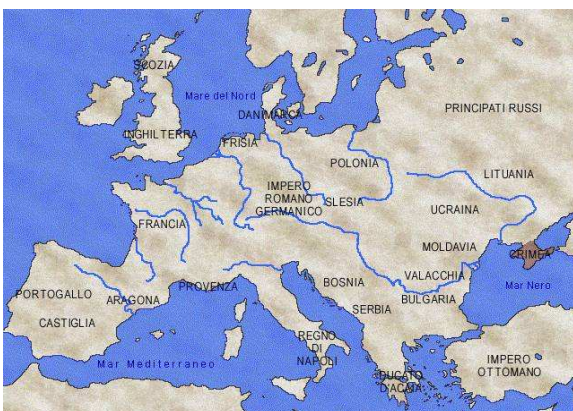 SCOZIA
Mare del Nord
PRINCIPATI RUSSI
DANIMARCA
INGHILTERRA
FRISIA
POLONIA
LITUANIA
IMPERO
ROMANO
GERMANICO
SLESIA
UCRAINA
FRANCIA
MOLDAVIA
CRIMEA
VALACCHIA
BOSNIA
PROVENZA
Mar Nero
PORTOGALLO
ARAGONA
BULGARIA
SERBIA
CASTIGLIA
REGNO
DI
NAPOLI
Mar Mediterraneo
IMPERO
OTTOMANO
DUCATO
D'ACAIA